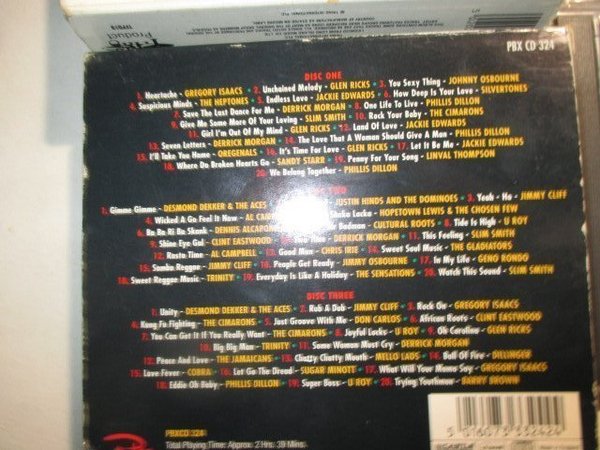 PBX CD 324
DISC ONE
1. Heartache - GREGORY ISAACS • 2. Unchained Melody - GLEN RICKS • 3. You Sexy Thing - JOHNNY OSBOURNE
4. Suspicious Minds - THE HEPTONES • 5. Endless Love - JACKIE EDWARDS • 6. How Deep Is Your Love - SILVERTONES
7. Save The Last Dance For Me - DERRICK MORGAN • 8. One Life To Live - PHILLIS DILLON
9. Give Me Some More Of Your Loving - SLIM SMITH • 10. Rock Your Baby - THE CIMARONS
11. Girl I'm Out Of My Mind - GLEN RICKS • 12. Land Of Love - JACKIE EDWARDS
13. Seven Letters - DERRICK MORGAN • 14. The Love That A Woman Should Give A Man - PHILLIS DILLON
15. I'll Take You Home - OREGENALS • 16. It's Time For Love - GLEN RICKS • 17. Let It Be Me - JACKIE EDWARDS
18. Where Do Broken Hearts Go - SANDY STARR • 19. Penny For Your Song - LINVAL THOMPSON
20. We Belong Together - PHILLIS DILLON
DISC TWO
1. Gimme Gimme - DESMOND DEKKER & THE ACES JUSTIN HINDS AND THE DOMINOES • 3. Yeah - Ho - JIMMY CLIFF
4. Wicked A Go Feel It Now - AL CAMPBELL Shaka Lacka - HOPETOWN LEWIS & THE CHOSEN FEW
6. Ba Ba Ri Ba Skank - DENNIS ALCAPONE Badman - CULTURAL ROOTS • 8. Tide Is High - U ROY
9. Shine Eye Gal - CLINT EASTWOOD Time - DERRICK MORGAN • 11. This Feeling - SLIM SMITH
12. Rasta Time - AL CAMPBELL • 13. Good Man - CHRIS IRIE • 14. Sweet Soul Music - THE GLADIATORS
15. Samba Reggae - JIMMY CLIFF • 16. People Get Ready - JIMMY OSBOURNE • 17. In My Life - GENO RONDO
18. Sweet Reggae Music - TRINITY • 19. Everyday Is Like A Holiday - THE SENSATIONS • 20. Watch This Sound - SLIM SMITH
DISC THREE
1. Unity - DESMOND DEKKER & THE ACES • 2. Rub A Dub - JIMMY CLIFF • 3. Rock On - GREGORY ISAACS
4. Kung Fu Fighting - THE CIMARONS • 5. Just Groove With Me - DON CARLOS • 6. African Roots - CLINT EASTWOOD
7. You Can Get It If You Really Want - THE CIMARONS • 8. Joyful Locks - U ROY • 9. Oh Caroline - GLEN RICKS
10. Big Big Man - TRINITY • 11. Some Woman Must Cry - DERRICK MORGAN
12. Peace And Love - THE JAMAICANS • 13. Chatty Chatty Mouth - MELLO LADS • 14. Ball Of Fire - DILLINGER
15. Love Fever - COBRA • 16. Let Go The Dread - SUGAR MINOTT • 17. What Will Your Mama Say - GREGORY ISAACS
18. Eddie Oh Baby - PHYLLIS DILLON • 19. Super Boss - U ROY • 20. Trying Youthman - BARRY BROWN
PBXCD 324
Total Playing Time: Approx. 2 Hrs. 39 Mins.